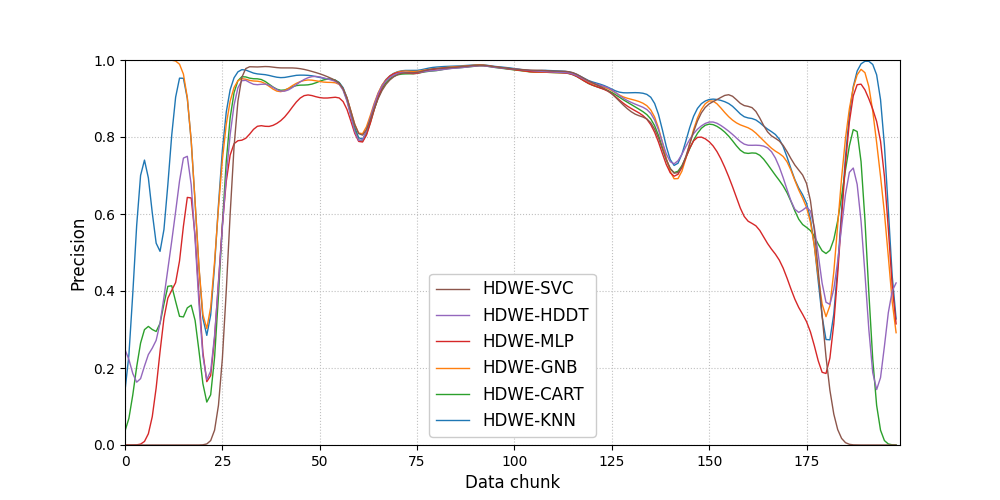 1.0
0.8
0.6
0.4
0.2
0.0
Precision
HDWE-SVC
HDWE-HDDT
HDWE-MLP
HDWE-GNB
HDWE-CART
HDWE-KNN
0 25 50 75 100 125 150 175
Data chunk